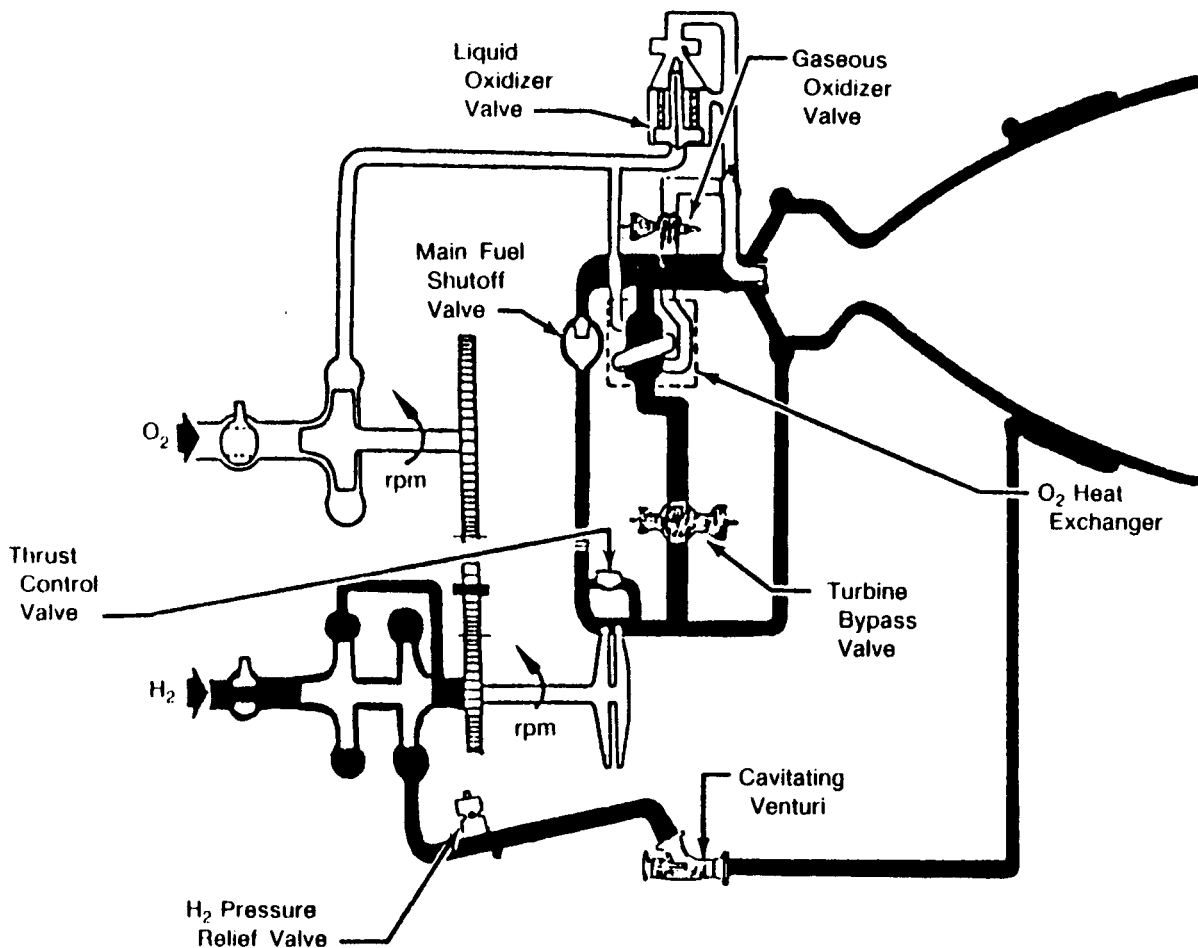 Liquid
Oxidizer
Valve
Gaseous
Oxidizer
Valve
Main Fuel
Shutoff
Valve
O₂
rpm
O₂ Heat
Exchanger
Thrust
Control
Valve
Turbine
Bypass
Valve
H₂
rpm
Cavitating
Venturi
H₂ Pressure
Relief Valve